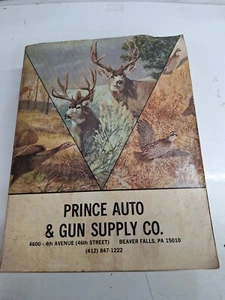 PRINCE AUTO
& GUN SUPPLY CO.
4600 - 4th AVENUE (46th STREET) BEAVER FALLS, PA 15010
(412) 847-1222